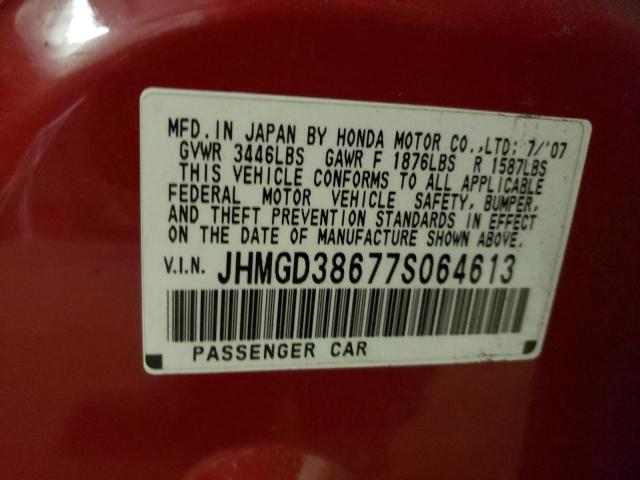 MFD. IN JAPAN BY HONDA MOTOR CO., LTD: 7/'07
GVWR 3446LBS GAWR F 1876LBS R 1587LBS
THIS VEHICLE CONFORMS TO ALL APPLICABLE
FEDERAL MOTOR VEHICLE SAFETY, BUMPER,
AND THEFT PREVENTION STANDARDS IN EFFECT
ON THE DATE OF MANUFACTURE SHOWN ABOVE.
V.I.N. JHMGD38677S064613
PASSENGER CAR